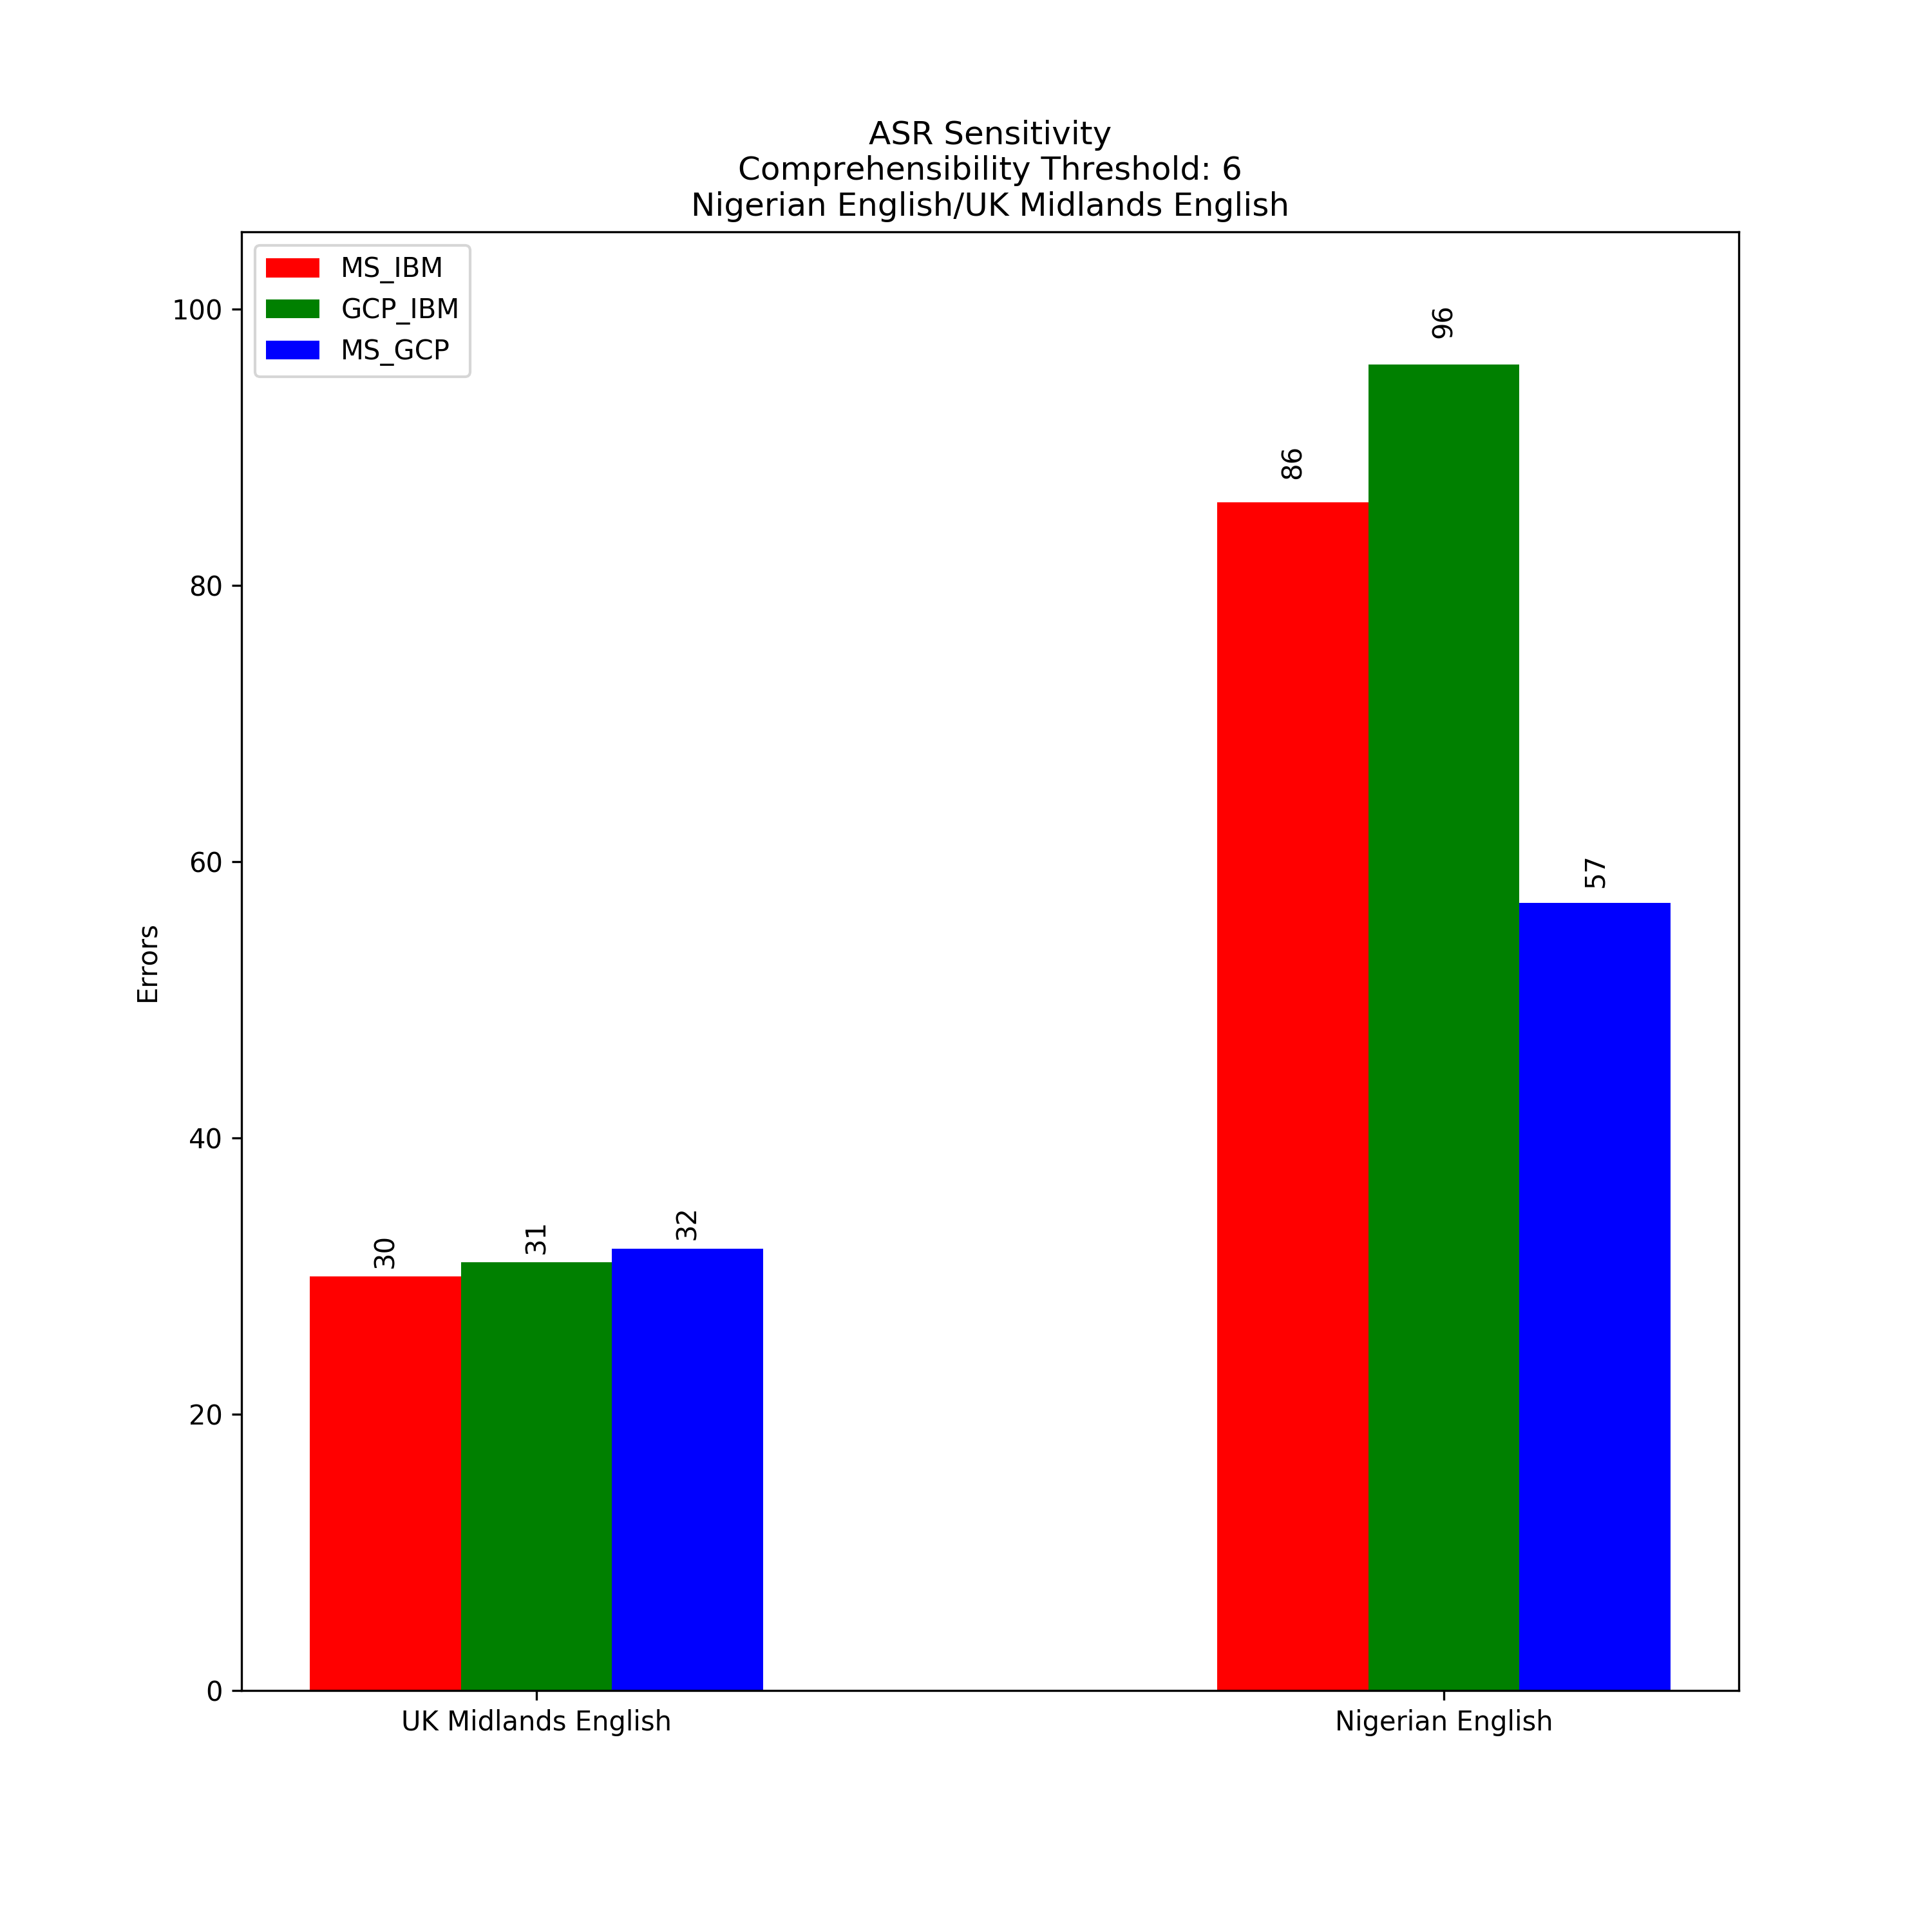 ASR Sensitivity
Comprehensibility Threshold: 6
Nigerian English/UK Midlands English
MS_IBM
GCP_IBM
MS_GCP
Errors
100
80
60
40
20
0
30
31
32
86
96
57
UK Midlands English
Nigerian English